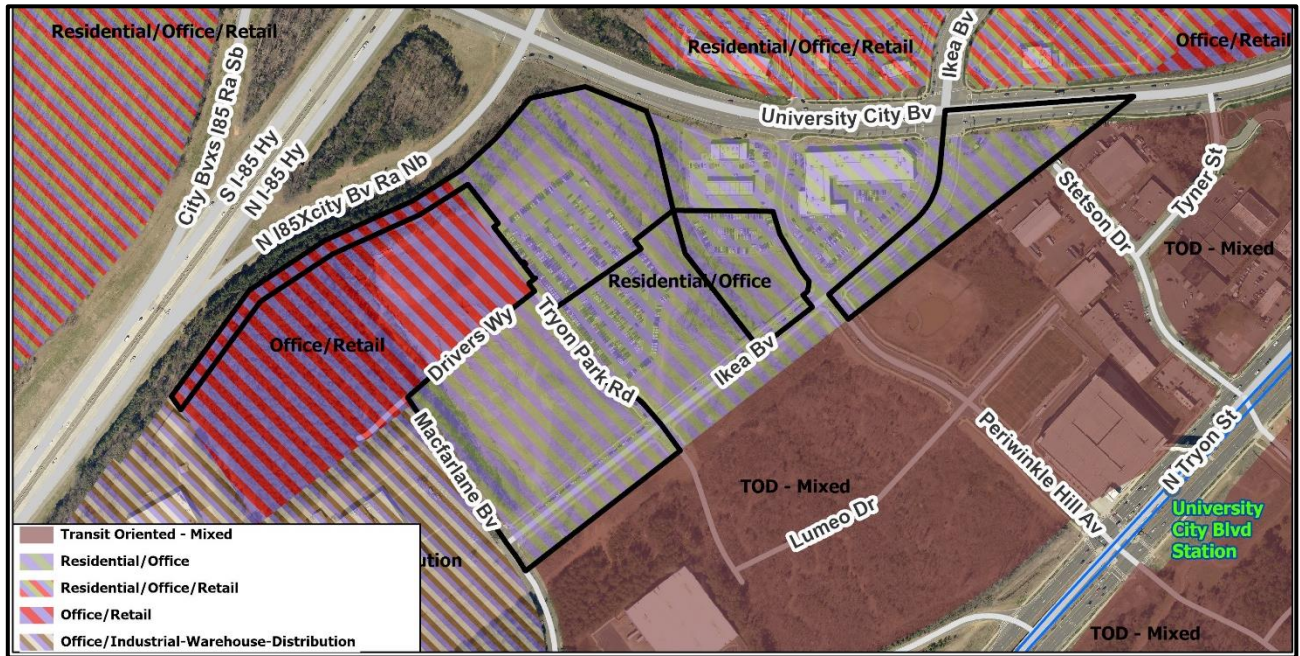 Residential/Office/Retail
Residential/Office/Retail
Office/Retail
Ikea Bv
City Bvxs I85 Ra Sb
S I-85 Hy
N I-85 Hy
N I85Xcity Bv Ra Nb
University City Bv
Tyner St
Stetson Dr
TOD - Mixed
Residential/Office
Office/Retail
Drivers Wy
Tryon Park Rd
Ikea Bv
Macfarlane Bv
Periwinkle Hill Av
N Tryon St
TOD - Mixed
Lumeo Dr
University
City Blvd
Station
TOD - Mixed
ution
Transit Oriented - Mixed
Residential/Office
Residential/Office/Retail
Office/Retail
Office/Industrial-Warehouse-Distribution